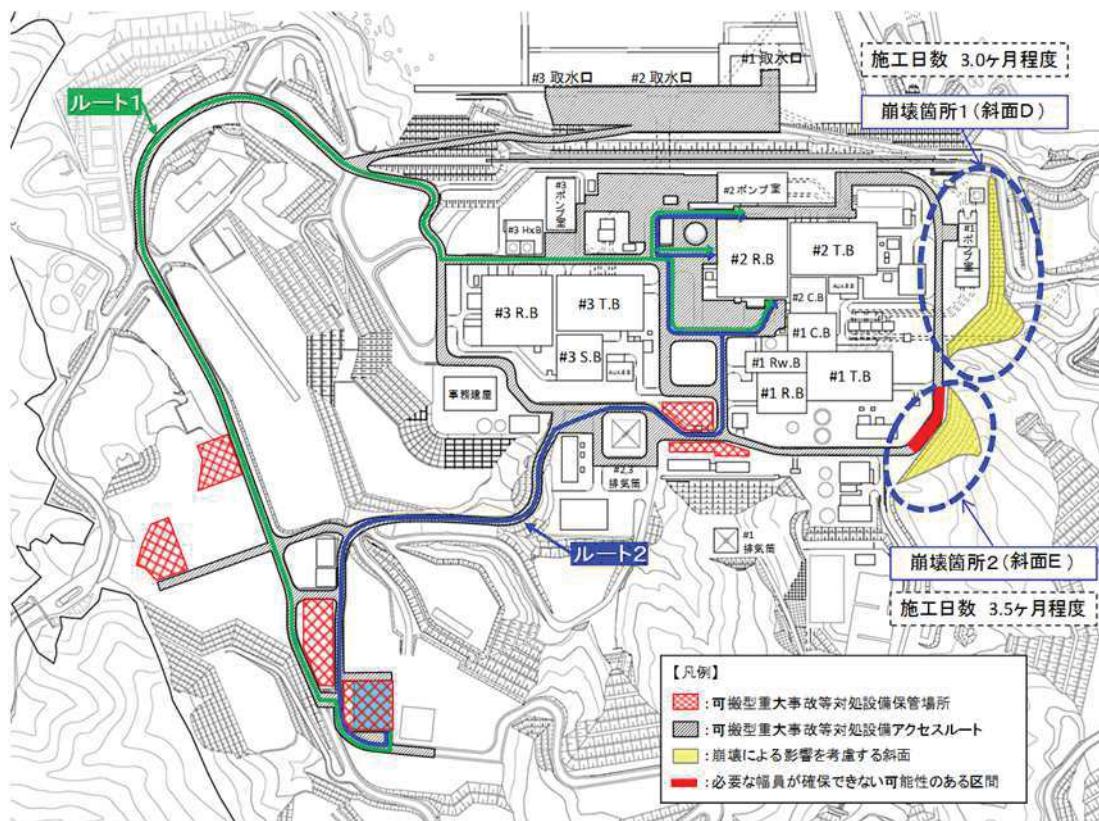 #1 取水口
#3 取水口
#2 取水口
施工日数 3.0ヶ月程度
崩壊箇所1(斜面D)
ルート1
#3 ポンプ室
#2 ポンプ室
#1 ポンプ室
#3 HxB
#2 R.B
#2 T.B
#3 R.B
#3 T.B
#2 C.B
#1 C.B
#3 S.B
#1 Rw.B
#1 T.B
#1 R.B
事務建屋
#2,3
排気筒
ルート2
#1
排気筒
崩壊箇所2(斜面E)
施工日数 3.5ヶ月程度
【凡例】
:可搬型重大事故等対処設備保管場所
:可搬型重大事故等対処設備アクセスルート
:崩壊による影響を考慮する斜面
:必要な幅員が確保できない可能性のある区間